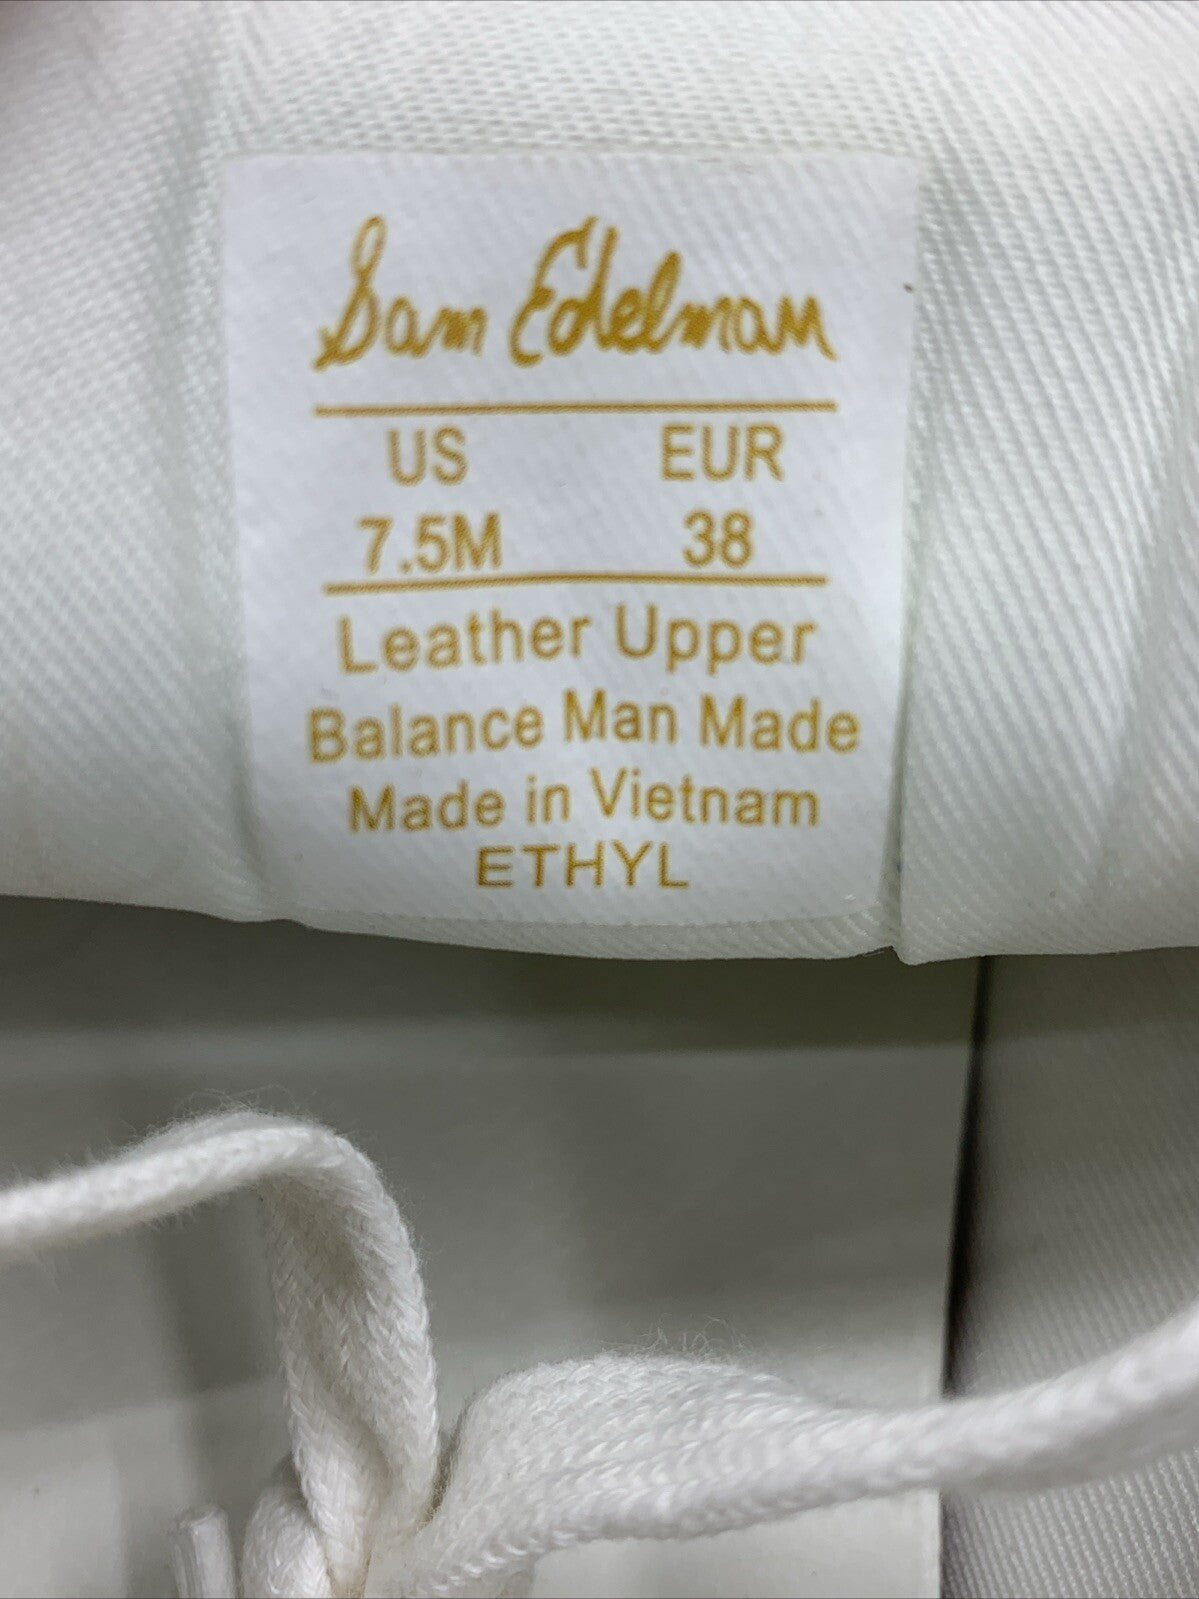 Sam Edelman
US EUR
7.5M 38
Leather Upper
Balance Man Made
Made in Vietnam
ETHYL